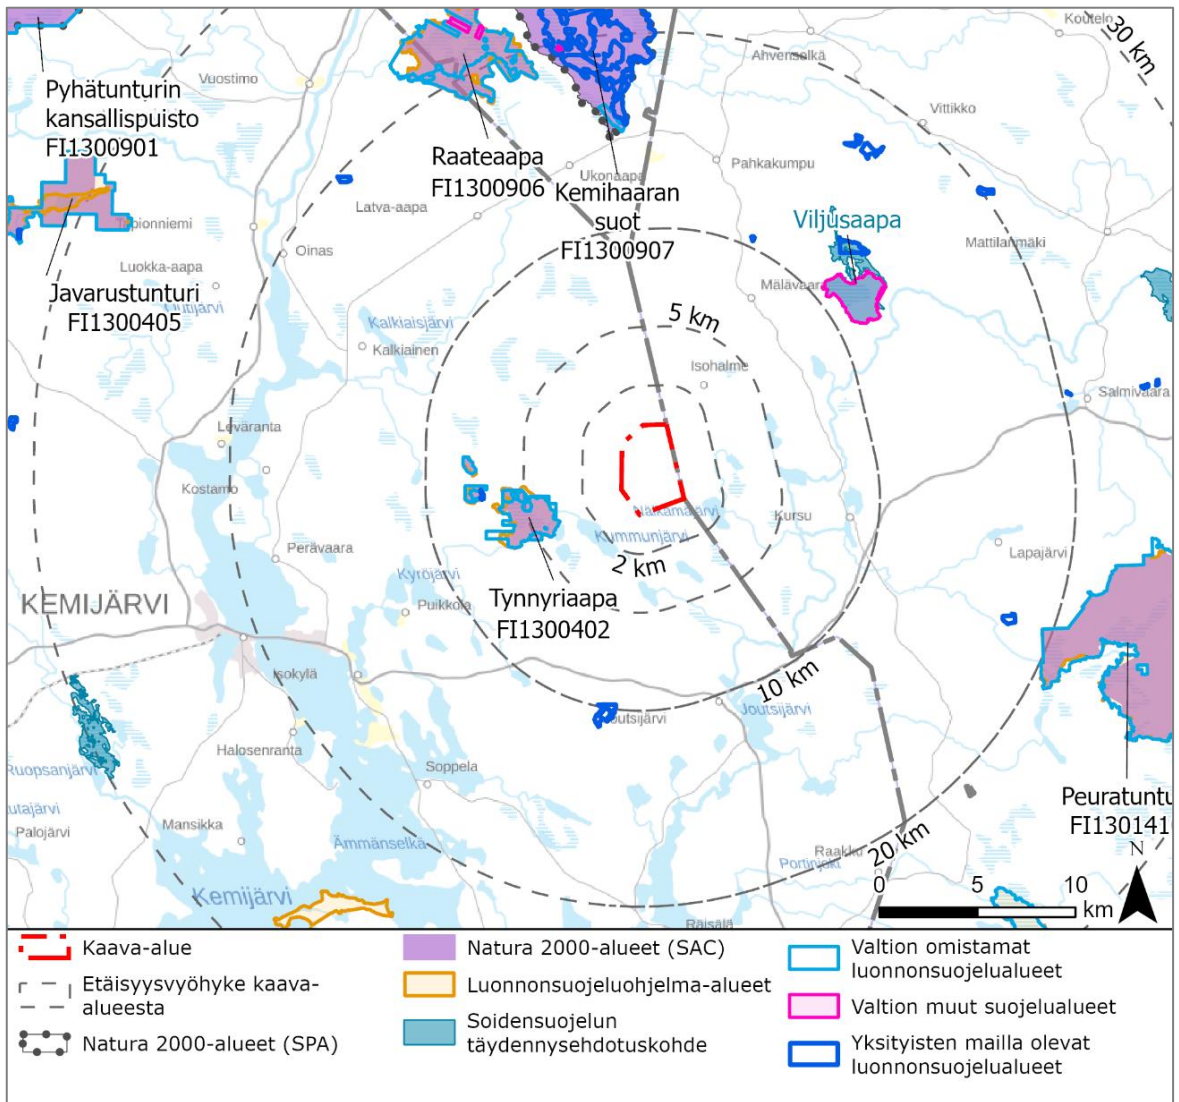 Koutelo
30 km
Ahvenselkä
Vuostimo
Pyhätunturin
kansallispuisto
FI1300901
Vittikko
Raateaapa
FI1300906
Ukonaapa
Pahkakumpu
Kemihaaran
suot
FI1300907
Latva-aapa
Viljusaapa
Oinas
Mattilanmäki
Luokka-aapa
Javarustunturi
FI1300405
Mälävaara
5 km
Kalkiaisjärvi
Kalkiainen
Isohalme
Salmivaara
Leväranta
Kostamo
Kursu
Kummunjärvi
Perävaara
Lapajärvi
2 km
Kyröjärvi
Puikkola
Tynnyriaapa
FI1300402
KEMIJÄRVI
Isokylä
10 km
Joutsijärvi
Joutsijärvi
Halosenranta
Soppela
Ruopsanjärvi
Peuratuntu
FI130141
utajärvi
Palojärvi
Mansikka
Ämmänselkä
20 km
Raakku
Portinjoki
N
Kemijärvi
0 5 10
km
Räisälä
Kaava-alue
Etäisyysvyöhyke kaava-
alueesta
Natura 2000-alueet (SPA)
Natura 2000-alueet (SAC)
Luonnonsuojeluohjelma-alueet
Soidensuojelun
täydennysehdotuskohde
Valtion omistamat
luonnonsuojelualueet
Valtion muut suojelualueet
Yksityisten mailla olevat
luonnonsuojelualueet